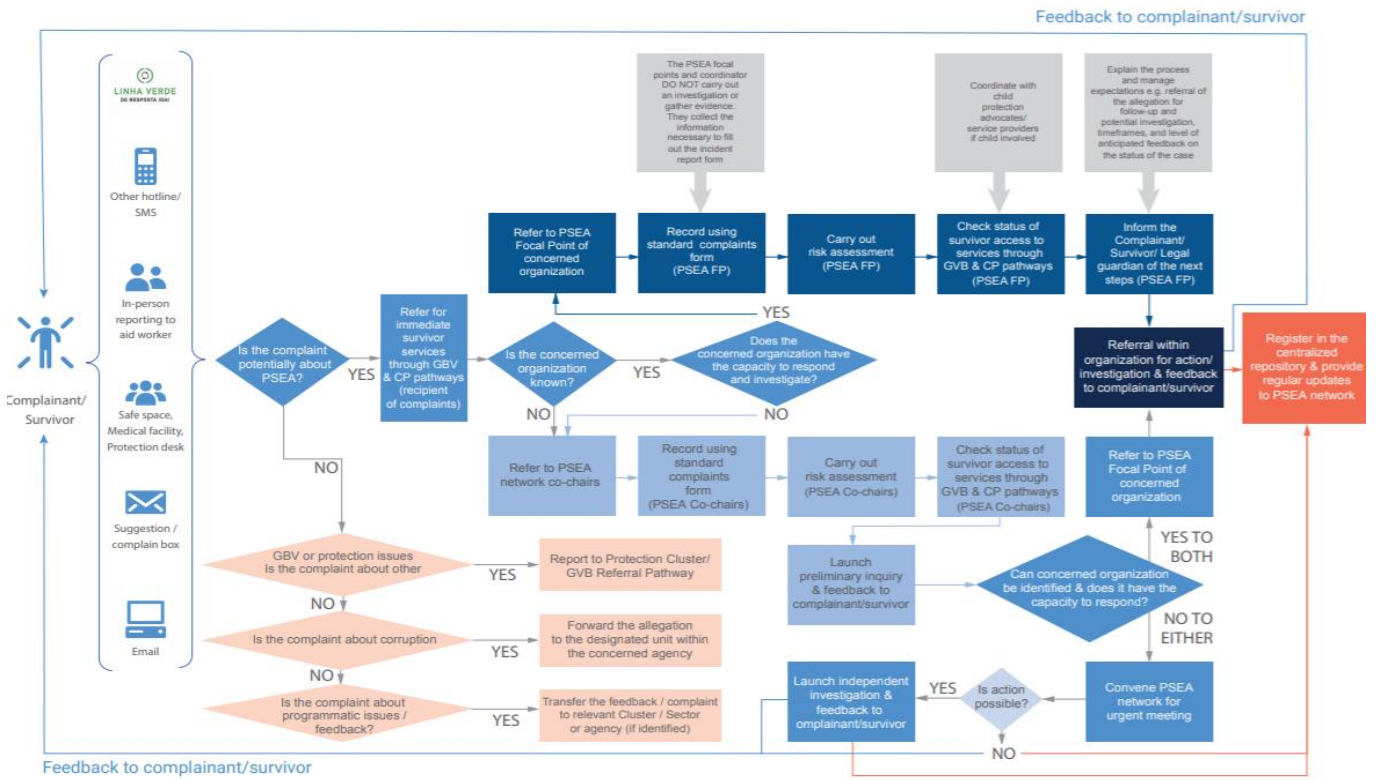 Feedback to complainant/survivor
LINHA VERDE
DE RESPOSTA (SEA)
Other hotline/
SMS
In-person
reporting to
aid worker
Safe space,
Medical facility,
Protection desk
Suggestion /
complain box
Email
Complainant/
Survivor
The PSEA focal
points and coordinator
DO NOT carry out
an investigation or
gather evidence.
They collect the
information
necessary to fill
out the incident
report form
Coordinate with
child
protection
advocates/
service providers
if child involved
Explain the process
and manage
expectations e.g. referral of
the allegation for
follow-up and
potential investigation,
timeframes, and level of
anticipated feedback on
the status of the case
Refer to PSEA
Focal Point of
concerned
organization
Record using
standard complaints
form
(PSEA FP)
Carry out
risk assessment
(PSEA FP)
Check status of
survivor access to
services through
GVB & CP pathways
(PSEA FP)
Inform the
Complainant/
Survivor/ Legal
guardian of the next
steps (PSEA FP)
YES
Is the complaint
potentially about
PSEA?
YES
Refer for
immediate
survivor
services
through GBV
& CP pathways
(recipient
of complaints)
Is the concerned
organization
known?
YES
Does the
concerned organization have
the capacity to respond
and investigate?
Referral within
organization for action/
investigation & feedback
to complainant/survivor
Register in the
centralized
repository & provide
regular updates
to PSEA network
NO
NO
NO
Refer to PSEA
network co-chairs
Record using
standard
complaints
form
(PSEA Co-chairs)
Carry out
risk assessment
(PSEA Co-chairs)
Check status of
survivor access to
services through
GVB & CP pathways
(PSEA Co-chairs)
Refer to PSEA
Focal Point of
concerned
organization
YES TO
BOTH
Launch
preliminary inquiry
& feedback to
complainant/survivor
Can concerned organization
be identified & does it have the
capacity to respond?
NO TO
EITHER
GBV or protection issues
Is the complaint about other
YES
Report to Protection Cluster/
GVB Referral Pathway
NO
Is the complaint about corruption
YES
Forward the allegation
to the designated unit within
the concerned agency
NO
Is the complaint about
programmatic issues /
feedback?
YES
Transfer the feedback / complaint
to relevant Cluster / Sector
or agency (if identified)
Launch independent
investigation &
feedback to
omplainant/survivor
YES
Is action
possible?
Convene PSEA
network for
urgent meeting
NO
Feedback to complainant/survivor